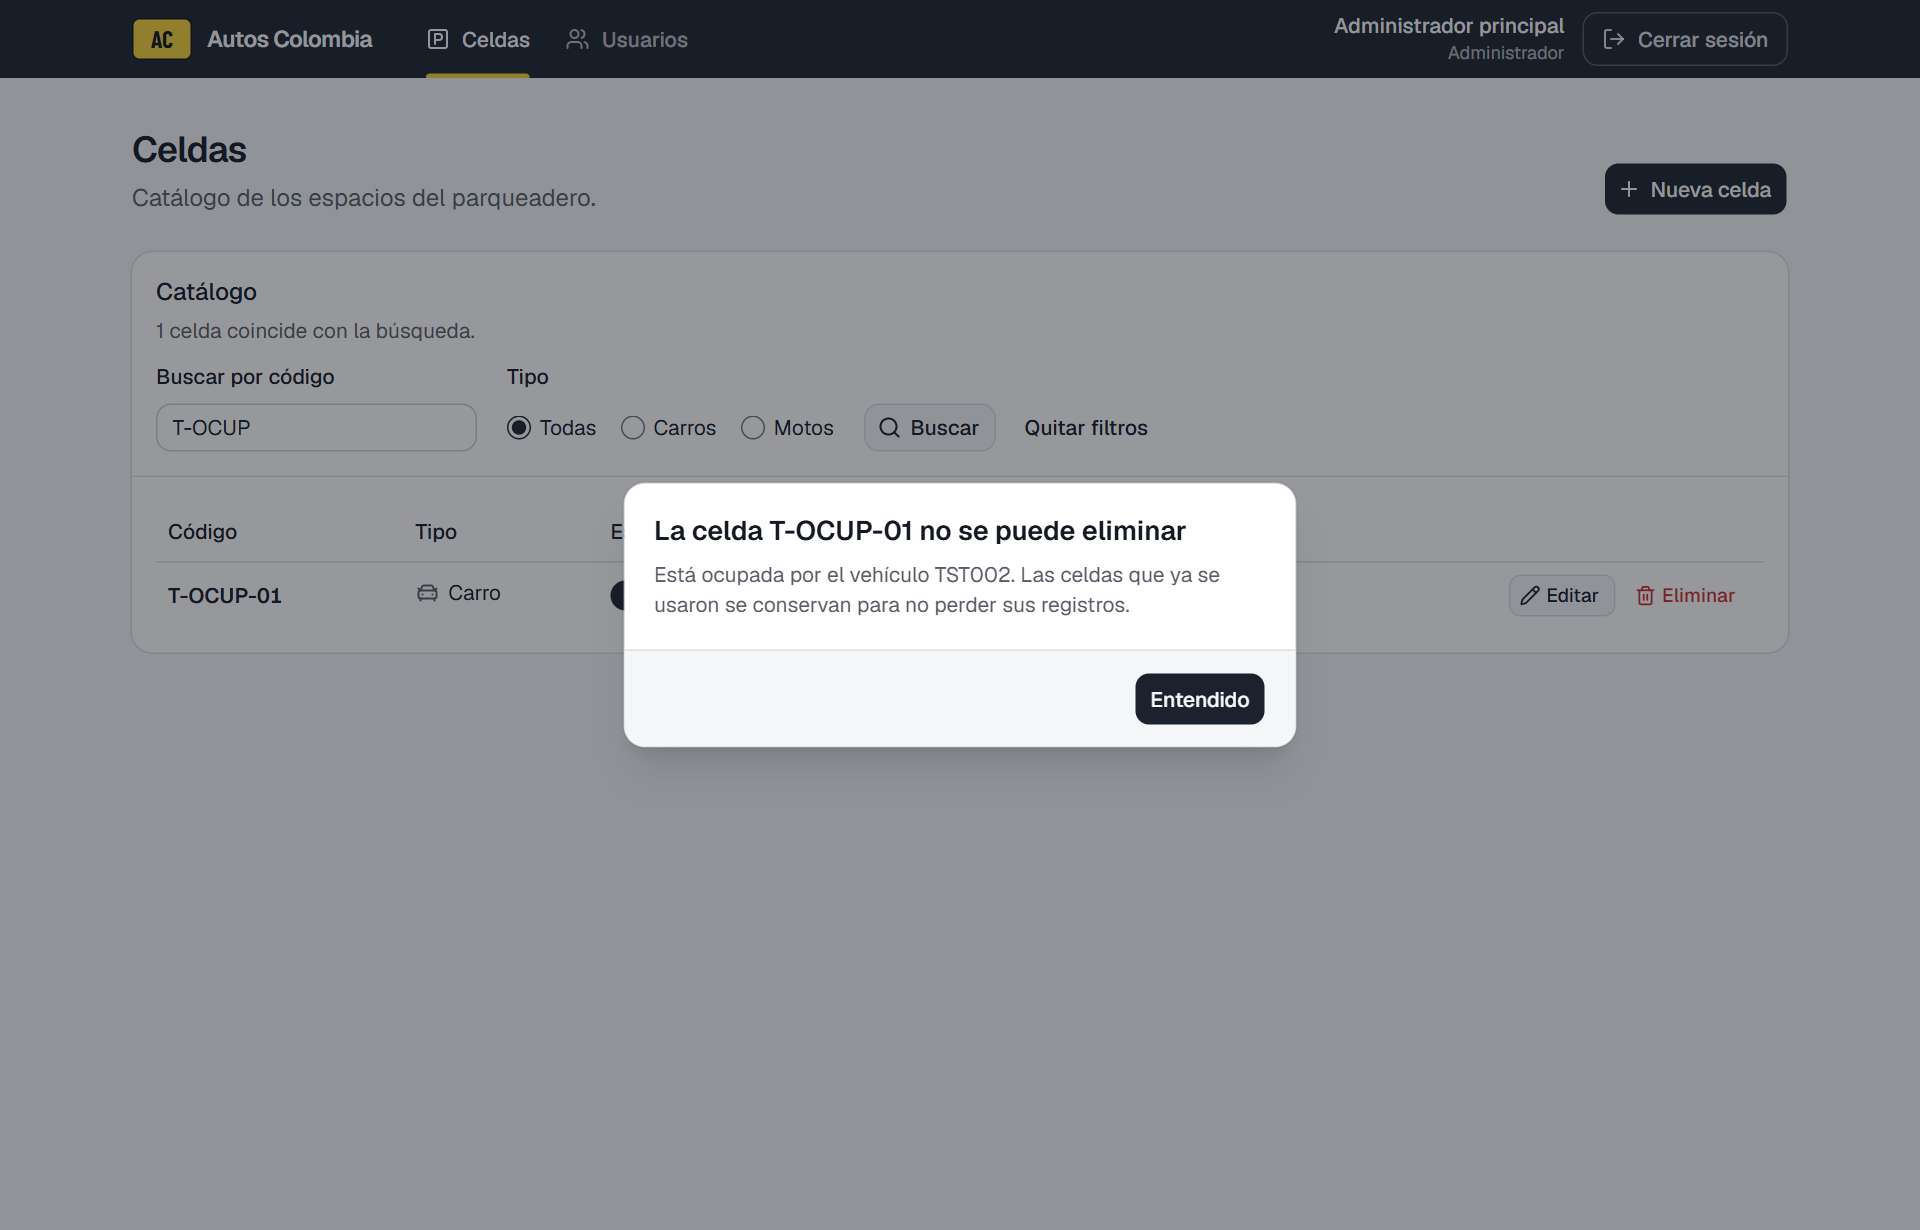 AC
Autos Colombia
Celdas
Usuarios
Administrador principal
Administrador
Cerrar sesión
Celdas
Catálogo de los espacios del parqueadero.
Nueva celda
Catálogo
1 celda coincide con la búsqueda.
Buscar por código
Tipo
T-OCUP
Todas
Carros
Motos
Buscar
Quitar filtros
Código
Tipo
T-OCUP-01
Carro
Editar
Eliminar
La celda T-OCUP-01 no se puede eliminar
Está ocupada por el vehículo TST002. Las celdas que ya se
usaron se conservan para no perder sus registros.
Entendido